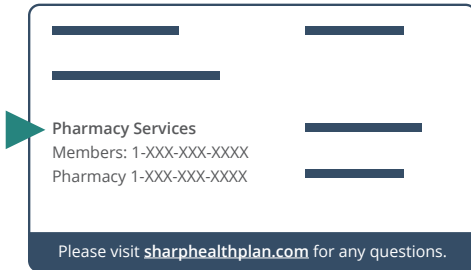 Pharmacy Services
Members: 1-XXX-XXX-XXXX
Pharmacy 1-XXX-XXX-XXXX
Please visit sharphealthplan.com for any questions.